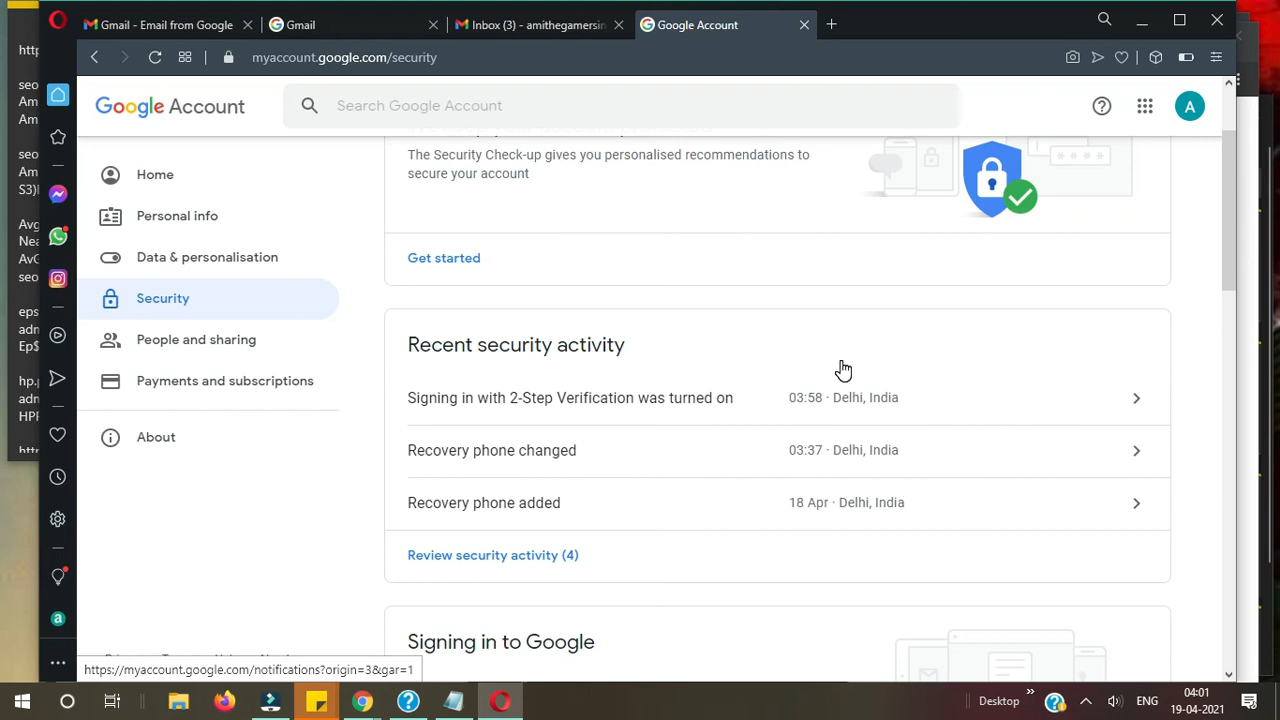 Gmail - Email from Google
Gmail
Inbox (3) - amithegamersin
Google Account
myaccount.google.com/security
Google Account
Search Google Account
A
The Security Check-up gives you personalised recommendations to
secure your account
Get started
Home
Personal info
Data & personalisation
Security
People and sharing
Payments and subscriptions
About
Recent security activity
Signing in with 2-Step Verification was turned on
03:58 · Delhi, India
Recovery phone changed
03:37 · Delhi, India
Recovery phone added
18 Apr · Delhi, India
Review security activity (4)
Signing in to Google
https://myaccount.google.com/notifications?origin=3&gar=1
Desktop
ENG
04:01
19-04-2021